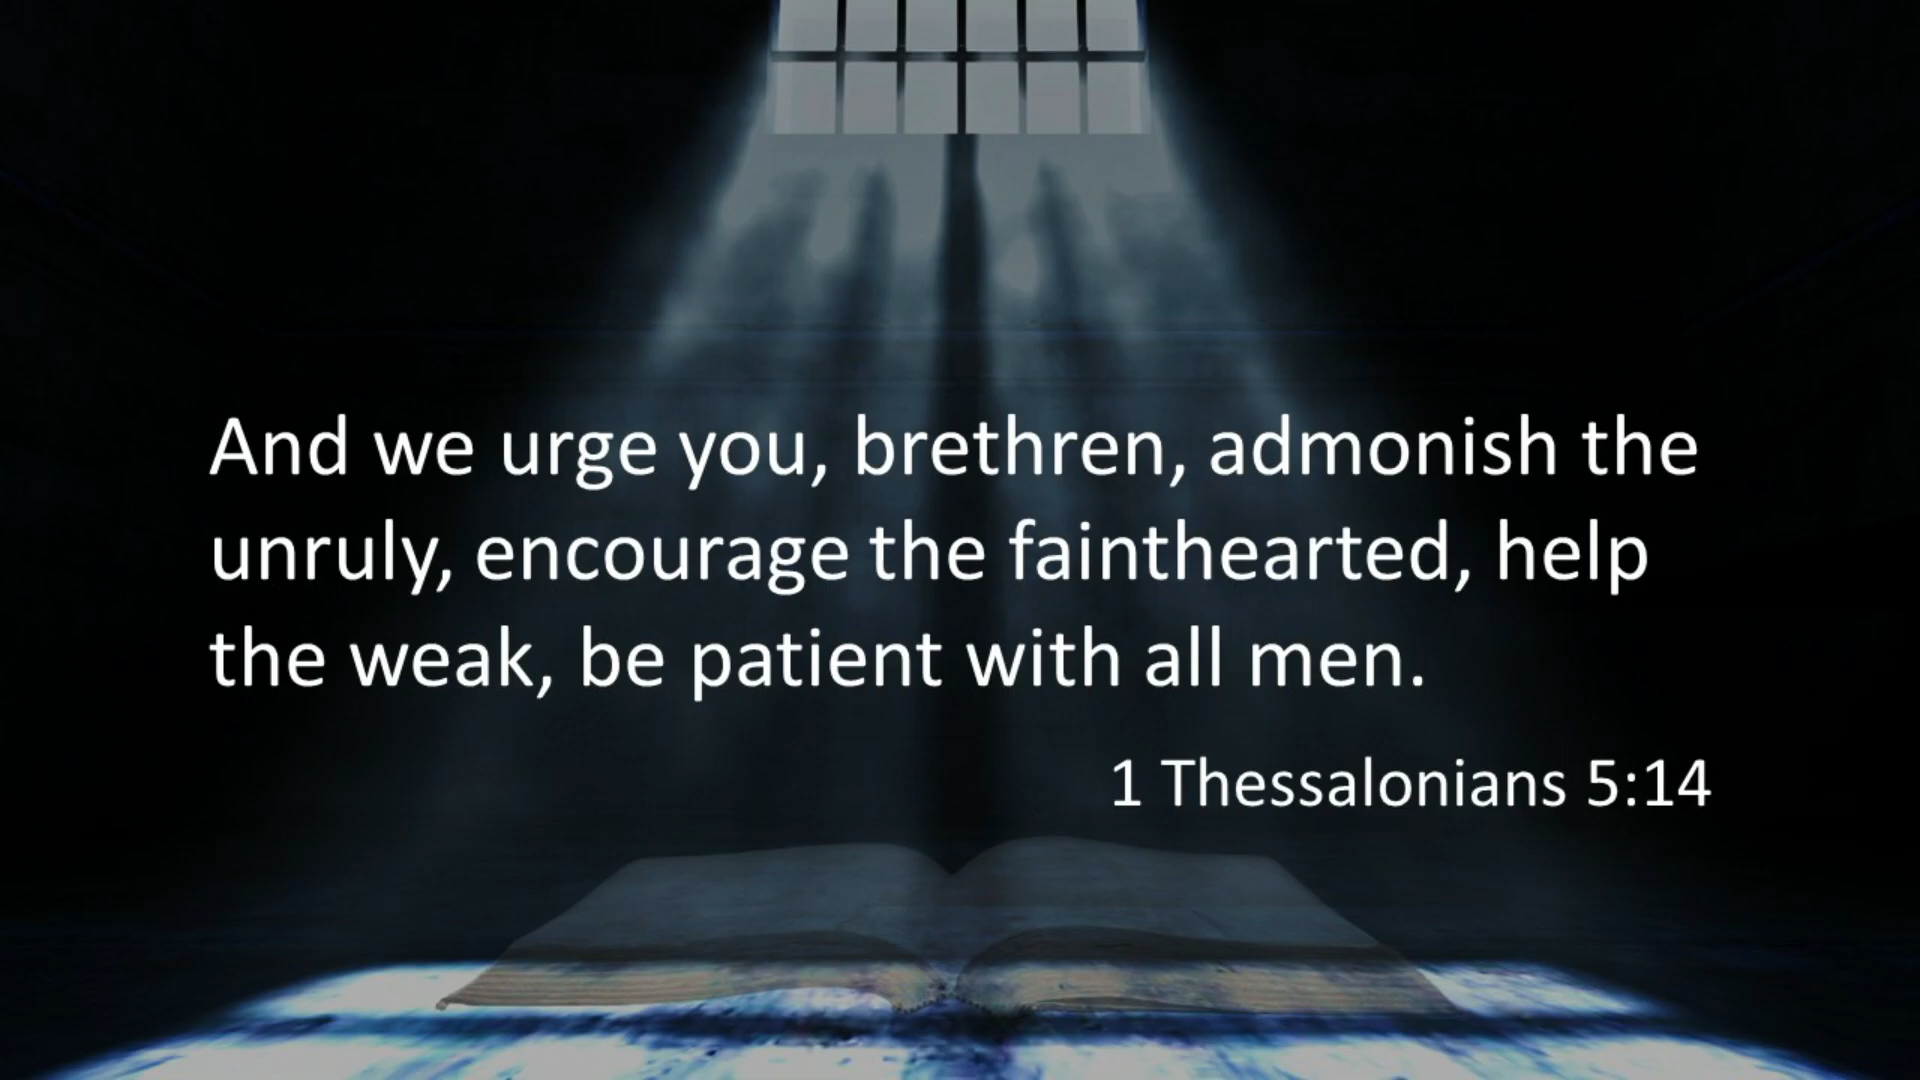 And we urge you, brethren, admonish the
unruly, encourage the fainthearted, help
the weak, be patient with all men.
1 Thessalonians 5:14